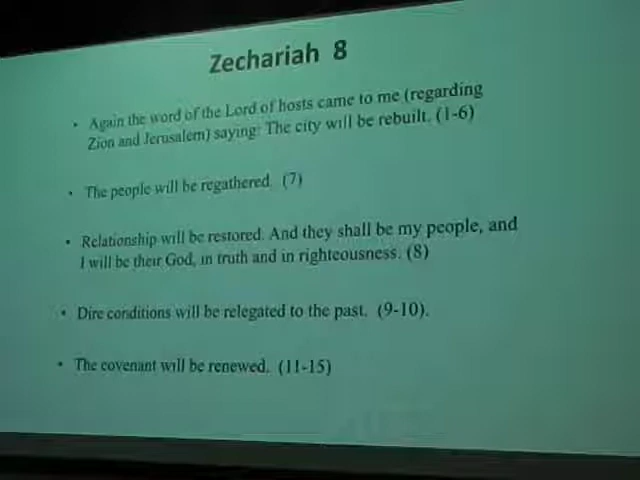 Zechariah 8
• Again the word of the Lord of hosts came to me (regarding
Zion and Jerusalem) saying: The city will be rebuilt. (1-6)
• The people will be regathered. (7)
• Relationship will be restored. And they shall be my people, and
I will be their God, in truth and in righteousness. (8)
• Dire conditions will be relegated to the past. (9-10).
• The covenant will be renewed. (11-15)